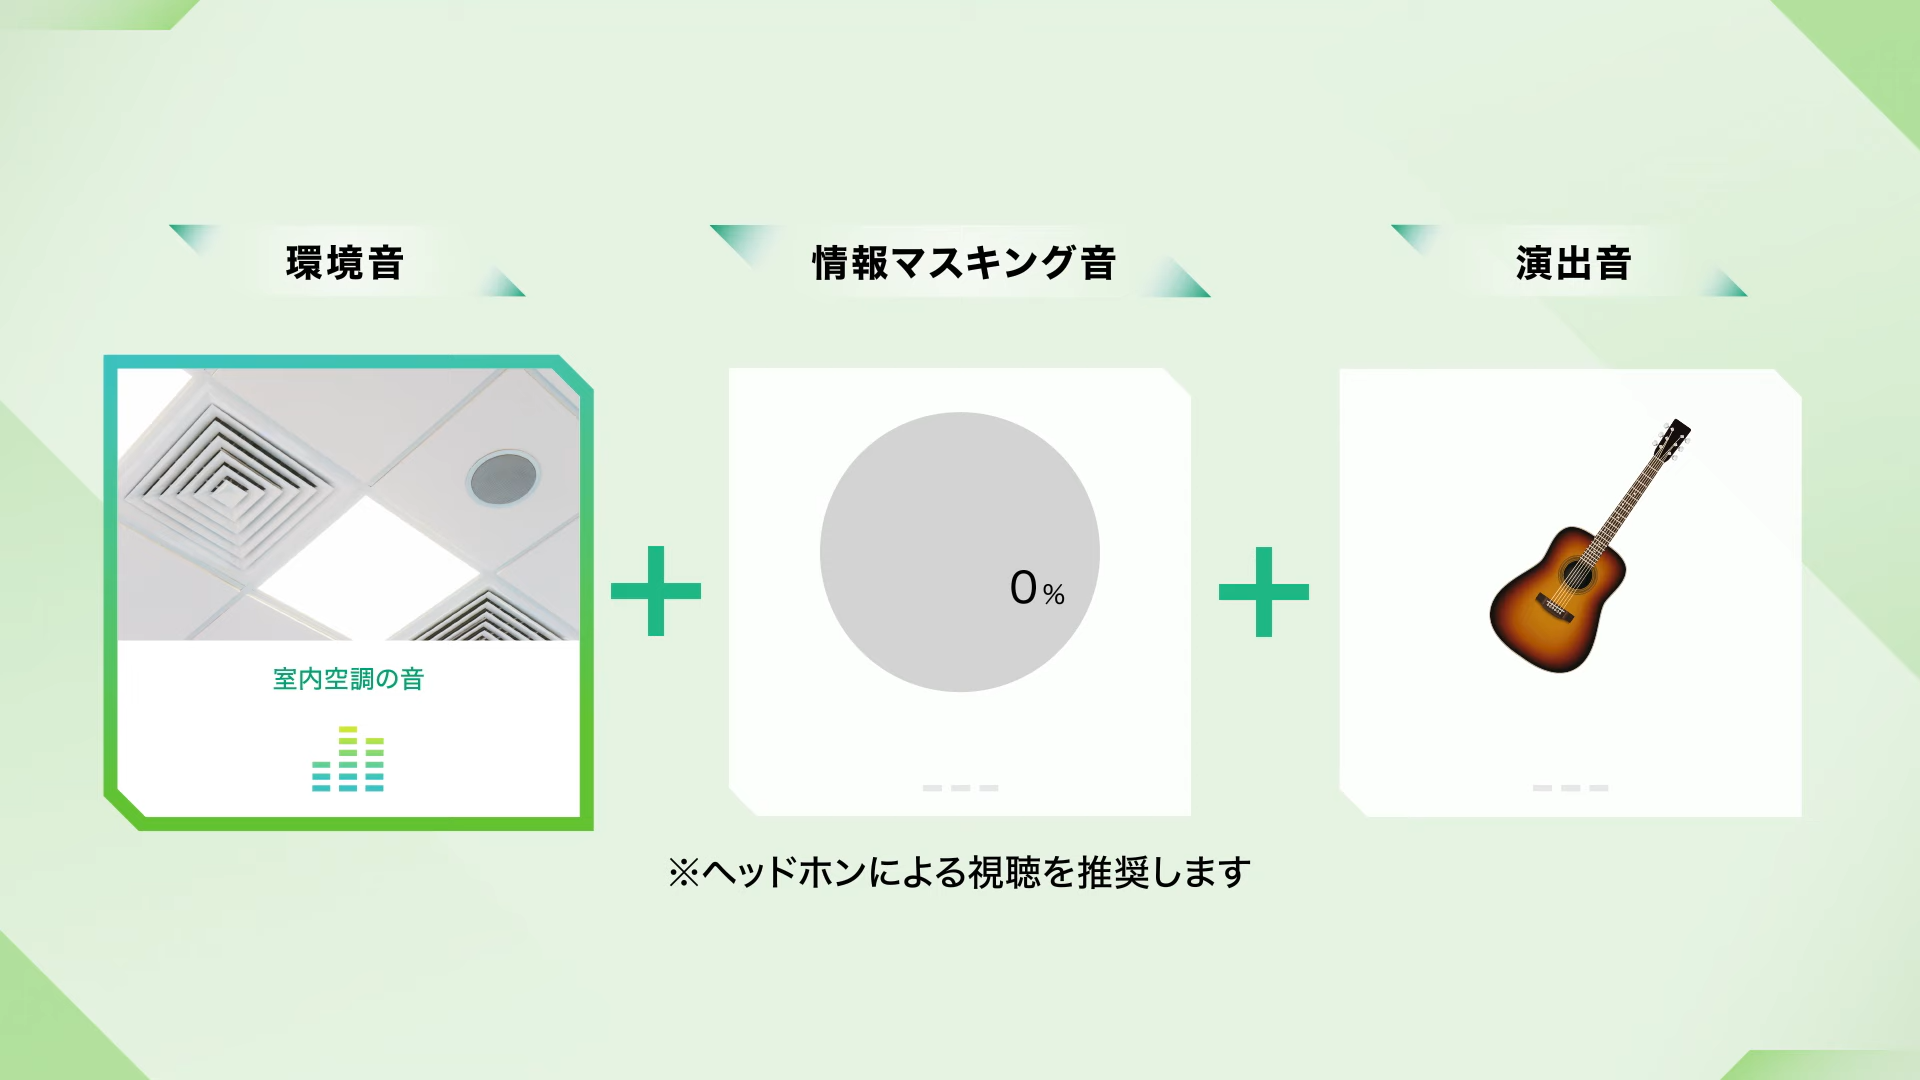 環境音
情報マスキング音
演出音
0%
室内空調の音
※ヘッドホンによる視聴を推奨します